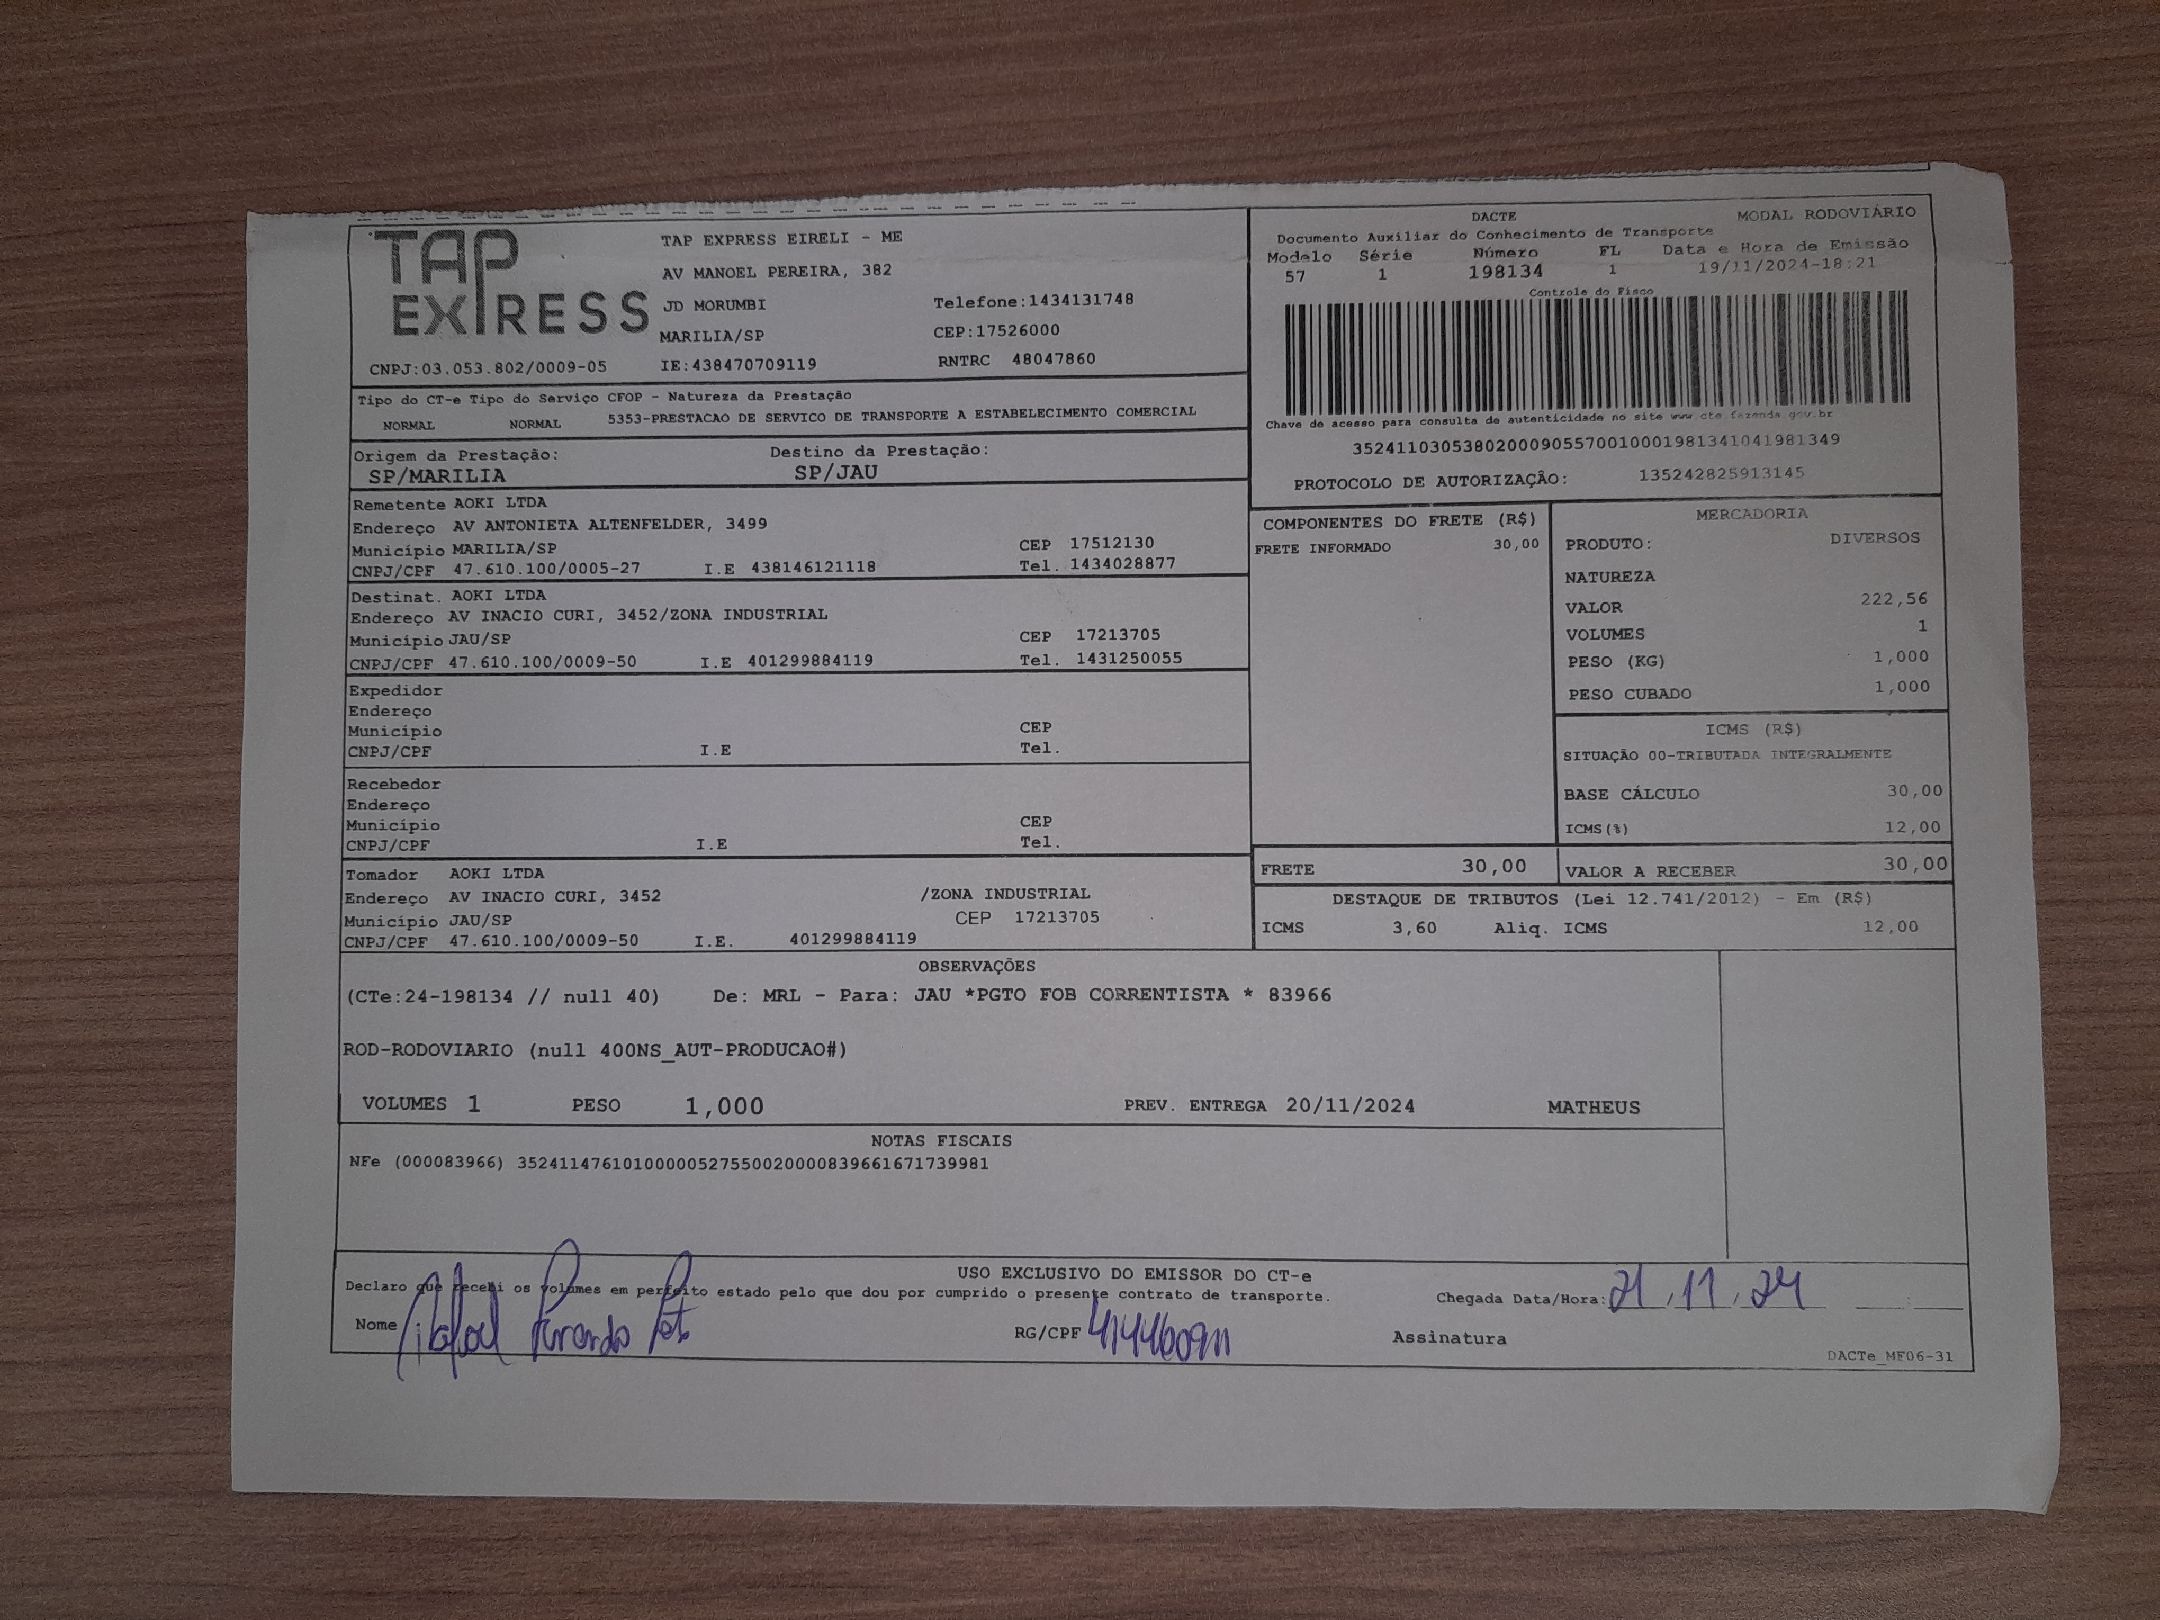 TAP
EXPRESS
TAP EXPRESS EIRELI - ME
AV MANOEL PEREIRA, 382
JD MORUMBI Telefone:1434131748
MARILIA/SP CEP:17526000
CNPJ:03.053.802/0009-05 IE:438470709119 RNTRC 48047860
DACTE MODAL RODOVIÁRIO
Documento Auxiliar do Conhecimento de Transporte
Modelo Série Número FL Data e Hora de Emissão
57 1 198134 1 19/11/2024-18:21
Controle do Fisco
Chave de acesso para consulta de autenticidade no site www.cte.fazenda.gov.br
35241103053802000905570010001981341041981349
PROTOCOLO DE AUTORIZAÇÃO: 135242825913145
Tipo do CT-e Tipo do Serviço CFOP - Natureza da Prestação
NORMAL NORMAL 5353-PRESTACAO DE SERVICO DE TRANSPORTE A ESTABELECIMENTO COMERCIAL
Origem da Prestação: Destino da Prestação:
SP/MARILIA SP/JAU
Remetente AOKI LTDA
Endereço AV ANTONIETA ALTENFELDER, 3499
Município MARILIA/SP CEP 17512130
CNPJ/CPF 47.610.100/0005-27 I.E 438146121118 Tel. 1434028877
Destinat. AOKI LTDA
Endereço AV INACIO CURI, 3452/ZONA INDUSTRIAL
Município JAU/SP CEP 17213705
CNPJ/CPF 47.610.100/0009-50 I.E 401299884119 Tel. 1431250055
Expedidor
Endereço
Município CEP
CNPJ/CPF I.E Tel.
Recebedor
Endereço
Município CEP
CNPJ/CPF I.E Tel.
Tomador AOKI LTDA
Endereço AV INACIO CURI, 3452 /ZONA INDUSTRIAL
Município JAU/SP CEP 17213705
CNPJ/CPF 47.610.100/0009-50 I.E. 401299884119
COMPONENTES DO FRETE (R$)
FRETE INFORMADO 30,00
MERCADORIA
PRODUTO: DIVERSOS
NATUREZA
VALOR 222,56
VOLUMES 1
PESO (KG) 1,000
PESO CUBADO 1,000
ICMS (R$)
SITUAÇÃO 00-TRIBUTADA INTEGRALMENTE
BASE CÁLCULO 30,00
ICMS(%) 12,00
FRETE 30,00 VALOR A RECEBER 30,00
DESTAQUE DE TRIBUTOS (Lei 12.741/2012) - Em (R$)
ICMS 3,60 Aliq. ICMS 12,00
OBSERVAÇÕES
(CTe:24-198134 // null 40) De: MRL - Para: JAU *PGTO FOB CORRENTISTA * 83966
ROD-RODOVIARIO (null 400NS_AUT-PRODUCAO#)
VOLUMES 1 PESO 1,000 PREV. ENTREGA 20/11/2024 MATHEUS
NOTAS FISCAIS
NFe (000083966) 35241147610100000527550020000839661671739981
USO EXCLUSIVO DO EMISSOR DO CT-e
Declaro que recebi os volumes em perfeito estado pelo que dou por cumprido o presente contrato de transporte. Chegada Data/Hora: 21.11.24
Nome RG/CPF Assinatura
DACTe_MF06-31